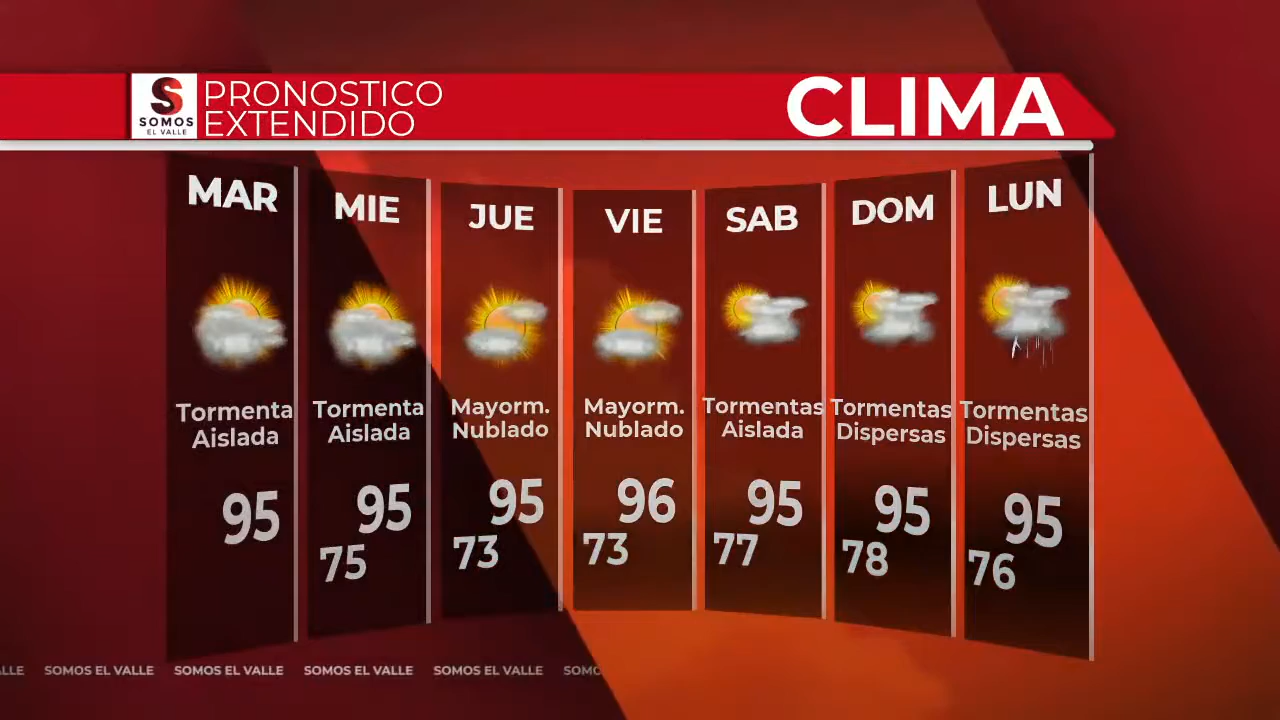 SOMOS
EL VALLE
PRONOSTICO
EXTENDIDO
CLIMA
MAR
Tormenta
Aislada
95
MIE
Tormenta
Aislada
95
75
JUE
Mayorm.
Nublado
95
73
VIE
Mayorm.
Nublado
96
73
SAB
Tormentas
Aislada
95
77
DOM
Tormentas
Dispersas
95
78
LUN
Tormentas
Dispersas
95
76
LLE SOMOS EL VALLE SOMOS EL VALLE SOMOS EL VALLE SOMOS EL VALLE SOMO